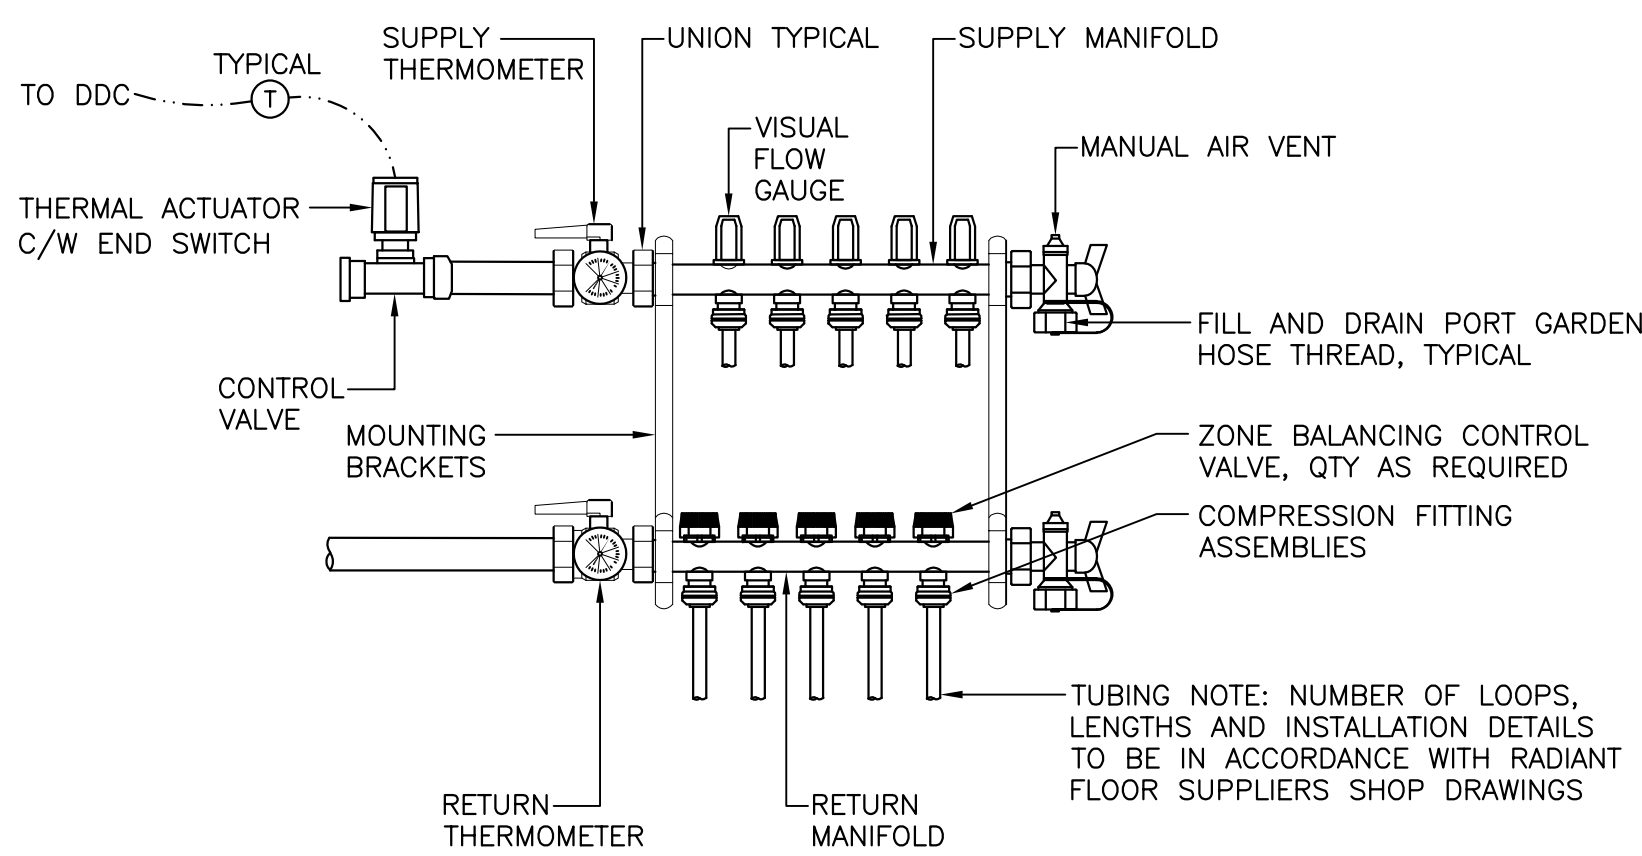 SUPPLY
THERMOMETER
UNION TYPICAL
SUPPLY MANIFOLD
TYPICAL
TO DDC
T
VISUAL
FLOW
GAUGE
MANUAL AIR VENT
THERMAL ACTUATOR
C/W END SWITCH
FILL AND DRAIN PORT GARDEN
HOSE THREAD, TYPICAL
CONTROL
VALVE
MOUNTING
BRACKETS
ZONE BALANCING CONTROL
VALVE, QTY AS REQUIRED
COMPRESSION FITTING
ASSEMBLIES
TUBING NOTE: NUMBER OF LOOPS,
LENGTHS AND INSTALLATION DETAILS
TO BE IN ACCORDANCE WITH RADIANT
FLOOR SUPPLIERS SHOP DRAWINGS
RETURN
THERMOMETER
RETURN
MANIFOLD